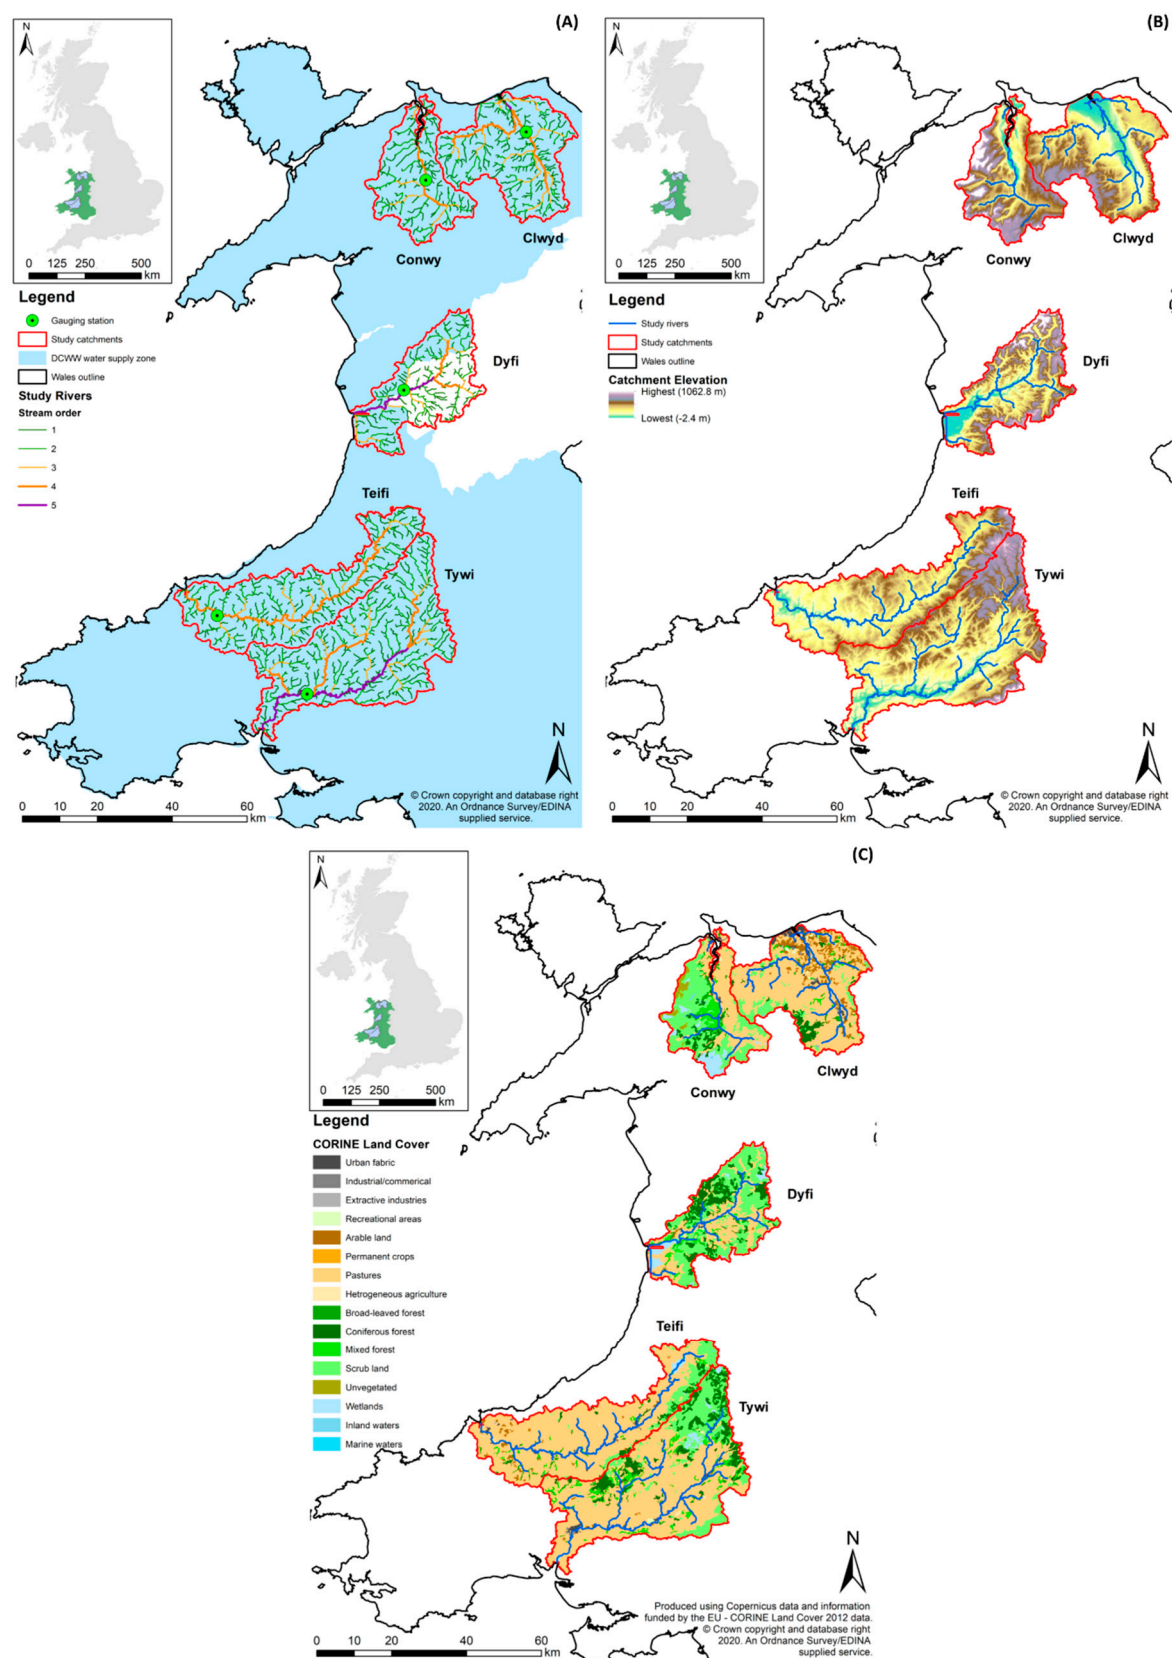 (A)
N
0 125 250 500
km
Legend
Gauging station
Study catchments
DCWW water supply zone
Wales outline
Study Rivers
Stream order
1
2
3
4
5
Clwyd
Conwy
Dyfi
Teifi
Tywi
N
0 10 20 40 60
km
© Crown copyright and database right
2020. An Ordnance Survey/EDINA
supplied service.
(B)
N
0 125 250 500
km
Legend
Study rivers
Study catchments
Wales outline
Catchment Elevation
Highest (1062.8 m)
Lowest (-2.4 m)
Clwyd
Conwy
Dyfi
Teifi
Tywi
N
0 10 20 40 60
km
© Crown copyright and database right
2020. An Ordnance Survey/EDINA
supplied service.
(C)
N
0 125 250 500
km
Legend
CORINE Land Cover
Urban fabric
Industrial/commerical
Extractive industries
Recreational areas
Arable land
Permanent crops
Pastures
Hetrogeneous agriculture
Broad-leaved forest
Coniferous forest
Mixed forest
Scrub land
Unvegetated
Wetlands
Inland waters
Marine waters
Clwyd
Conwy
Dyfi
Teifi
Tywi
N
Produced using Copernicus data and information
funded by the EU - CORINE Land Cover 2012 data.
© Crown copyright and database right
2020. An Ordnance Survey/EDINA
supplied service.
0 10 20 40 60
km